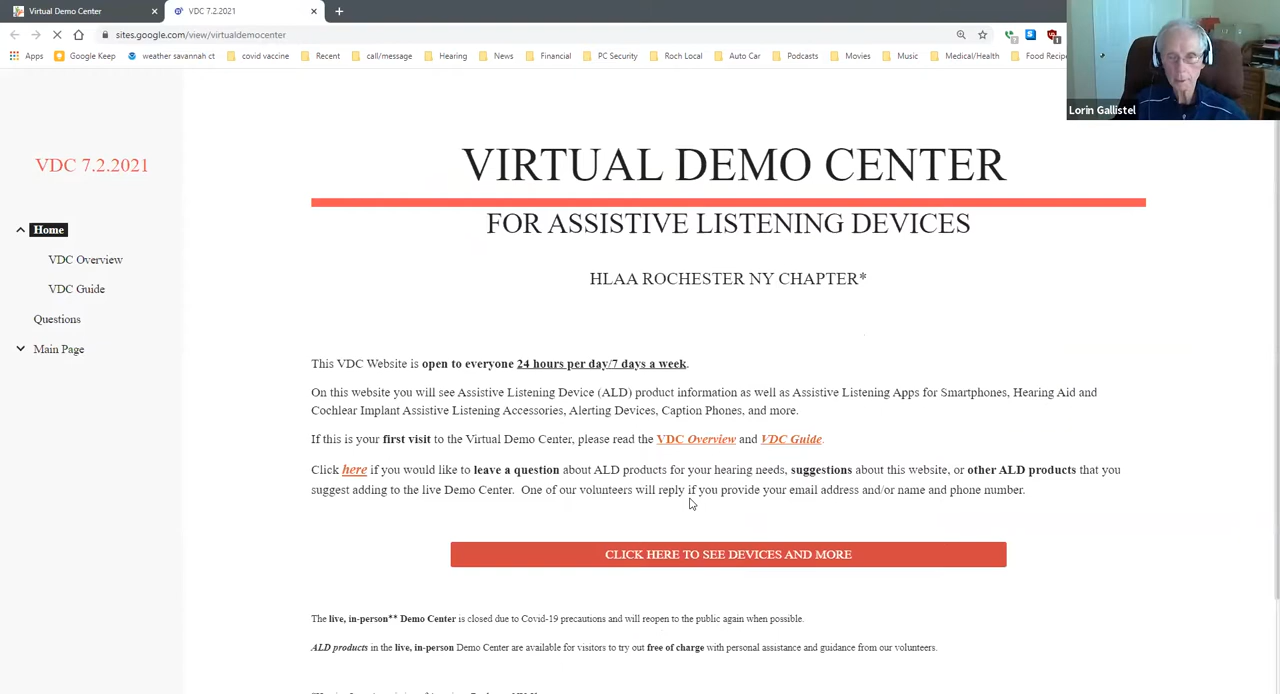 Virtual Demo Center
VDC 7.2.2021
sites.google.com/view/virtualdemocenter
Apps Google Keep weather savannah ct covid vaccine Recent call/message Hearing News Financial PC Security Roch Local Auto Car Podcasts Movies Music Medical/Health Food Recip
Lorin Gallistel
VDC 7.2.2021
Home
VDC Overview
VDC Guide
Questions
Main Page
VIRTUAL DEMO CENTER
FOR ASSISTIVE LISTENING DEVICES
HLAA ROCHESTER NY CHAPTER*
This VDC Website is open to everyone 24 hours per day/7 days a week.
On this website you will see Assistive Listening Device (ALD) product information as well as Assistive Listening Apps for Smartphones, Hearing Aid and
Cochlear Implant Assistive Listening Accessories, Alerting Devices, Caption Phones, and more.
If this is your first visit to the Virtual Demo Center, please read the VDC Overview and VDC Guide.
Click here if you would like to leave a question about ALD products for your hearing needs, suggestions about this website, or other ALD products that you
suggest adding to the live Demo Center. One of our volunteers will reply if you provide your email address and/or name and phone number.
CLICK HERE TO SEE DEVICES AND MORE
The live, in-person** Demo Center is closed due to Covid-19 precautions and will reopen to the public again when possible.
ALD products in the live, in-person Demo Center are available for visitors to try out free of charge with personal assistance and guidance from our volunteers.